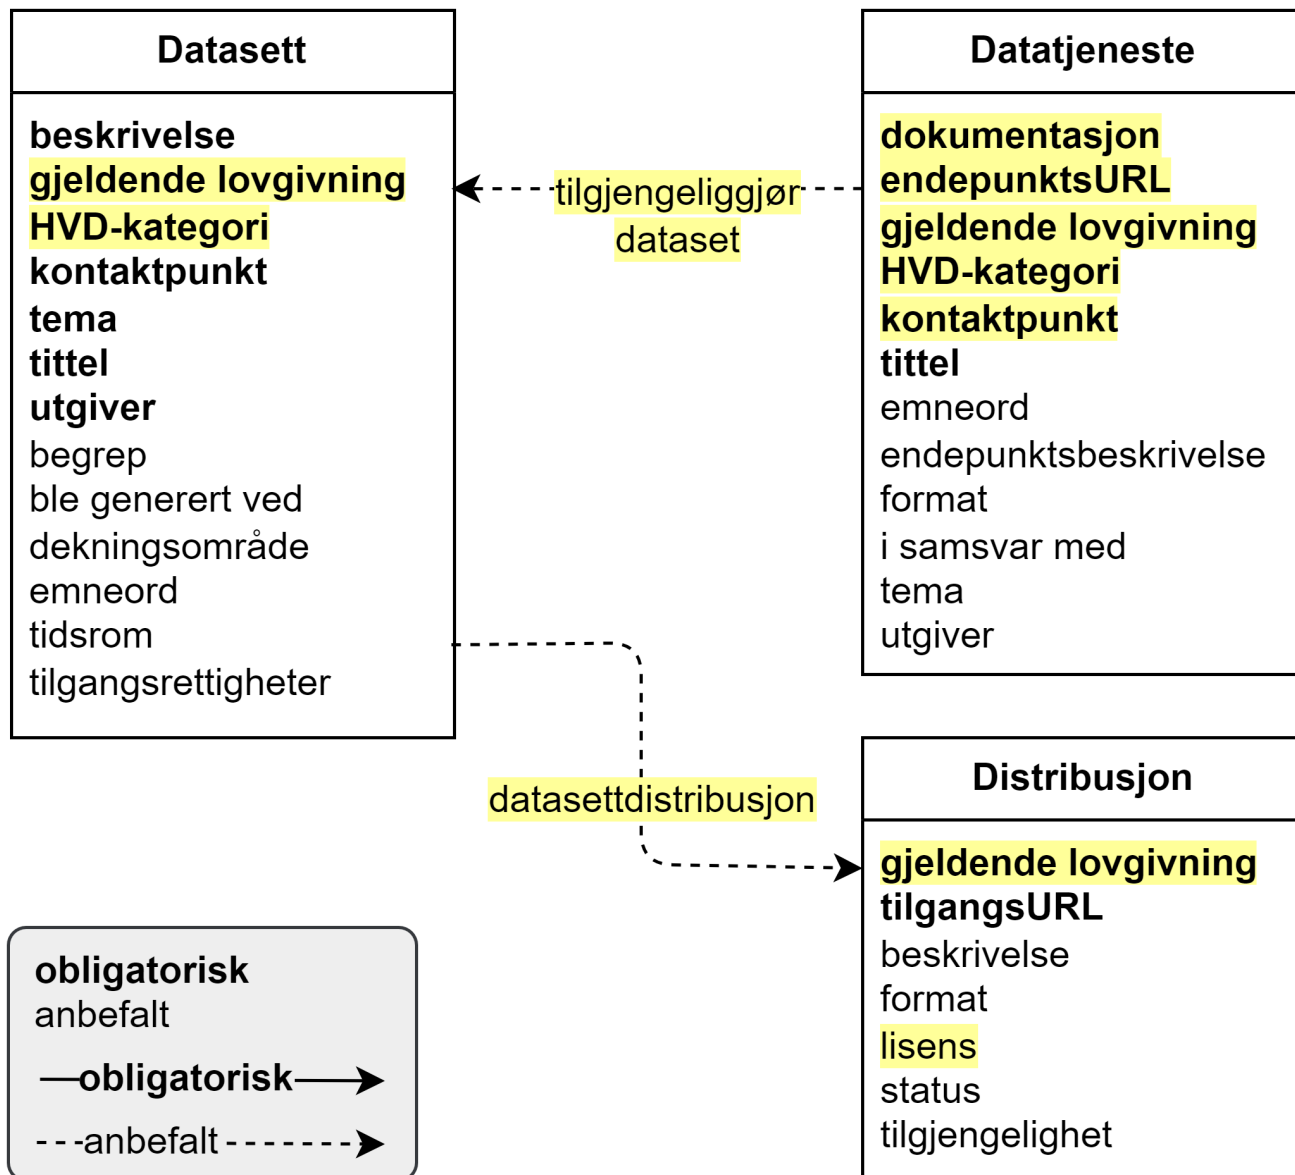 Datasett
beskrivelse
gjeldende lovgivning
HVD-kategori
kontaktpunkt
tema
tittel
utgiver
begrep
ble generert ved
dekningsområde
emneord
tidsrom
tilgangsrettigheter
tilgjengeliggjør
dataset
Datatjeneste
dokumentasjon
endepunktsURL
gjeldende lovgivning
HVD-kategori
kontaktpunkt
tittel
emneord
endepunktsbeskrivelse
format
i samsvar med
tema
utgiver
datasettdistribusjon
Distribusjon
gjeldende lovgivning
tilgangsURL
beskrivelse
format
lisens
status
tilgjengelighet
obligatorisk
anbefalt
obligatorisk
anbefalt